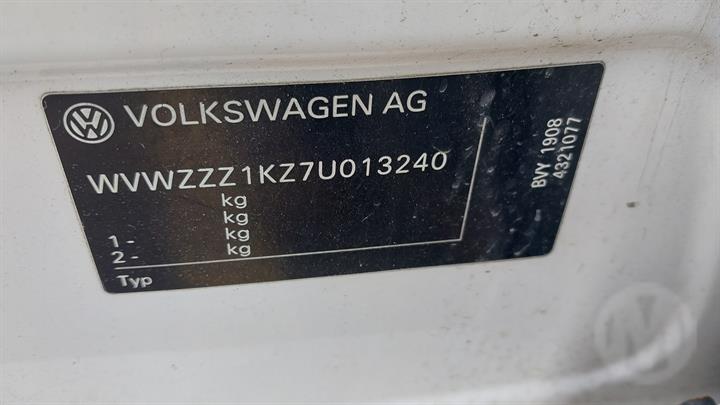 VOLKSWAGEN AG
WVWZZZ1KZ7U013240
kg
kg
1 - kg
2 - kg
Typ
BVY 1908
4321077